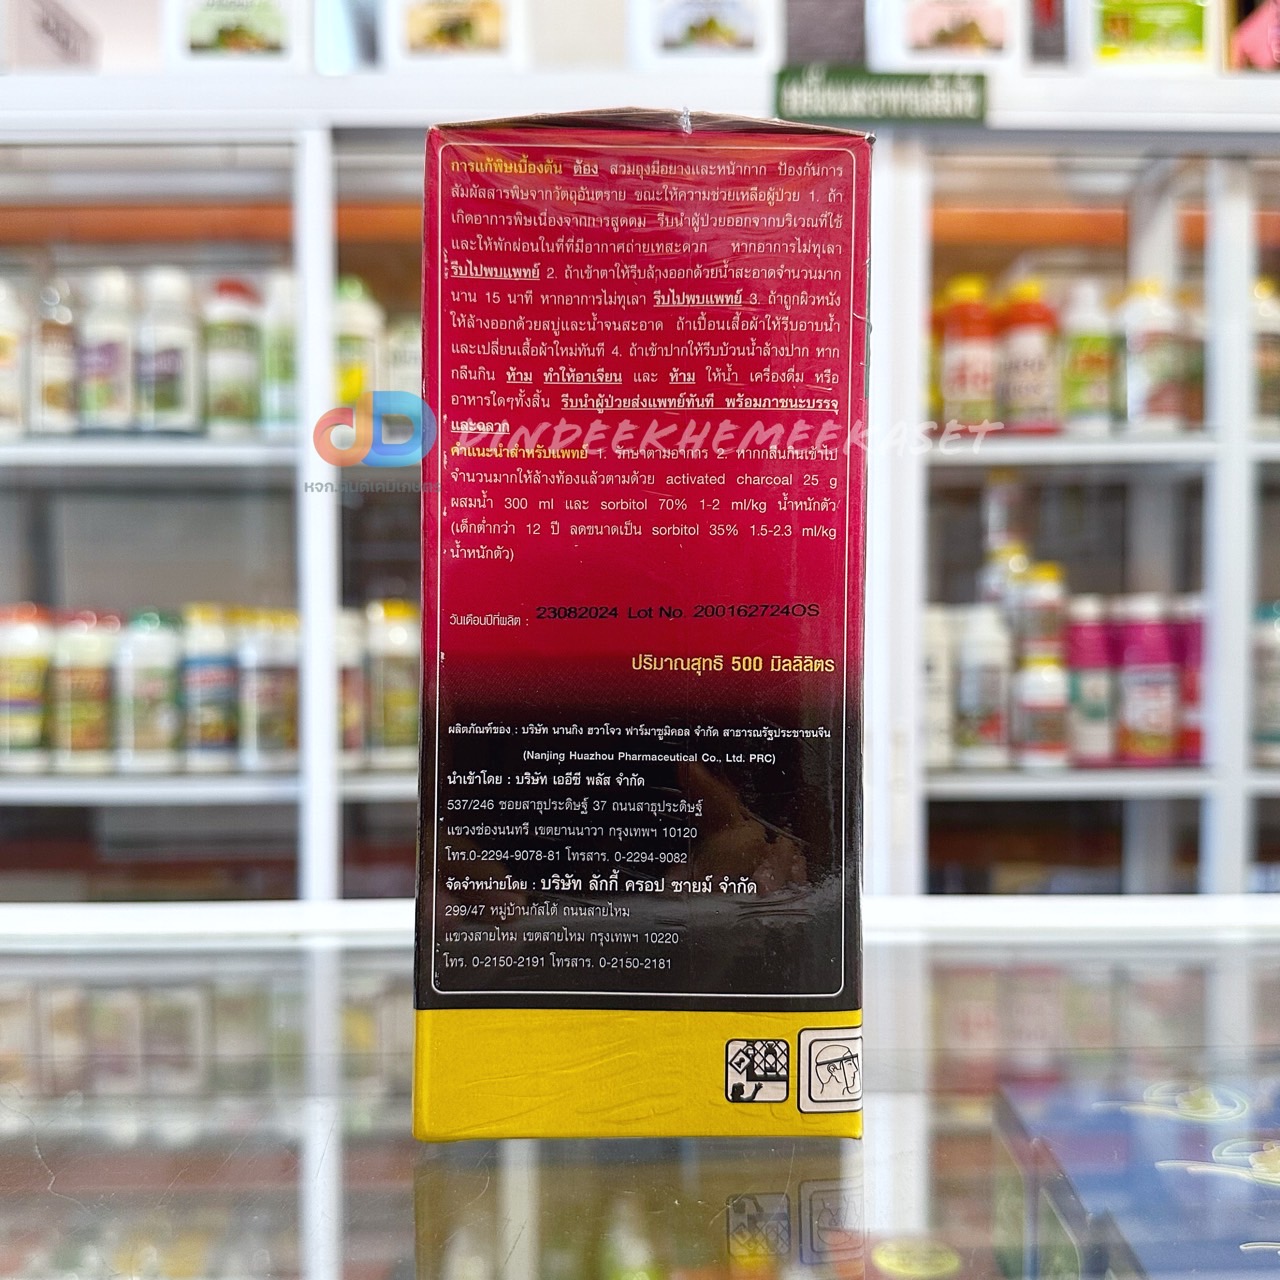 การแก้พิษเบื้องต้น ต้อง สวมถุงมือยางและหน้ากาก ป้องกันการ
สัมผัสสารพิษจากวัตถุอันตราย ขณะให้ความช่วยเหลือผู้ป่วย 1. ถ้า
เกิดอาการพิษเนื่องจากการสูดดม รีบนำผู้ป่วยออกจากบริเวณที่ใช้
และให้พักผ่อนในที่ที่มีอากาศถ่ายเทสะดวก หากอาการไม่ทุเลา
รีบไปพบแพทย์ 2. ถ้าเข้าตาให้รีบล้างออกด้วยน้ำสะอาดจำนวนมาก
นาน 15 นาที หากอาการไม่ทุเลา รีบไปพบแพทย์ 3. ถ้าถูกผิวหนัง
ให้ล้างออกด้วยสบู่และน้ำจนสะอาด ถ้าเปื้อนเสื้อผ้าให้รีบอาบน้ำ
และเปลี่ยนเสื้อผ้าใหม่ทันที 4. ถ้าเข้าปากให้รีบบ้วนน้ำล้างปาก หาก
กลืนกิน ห้าม ทำให้อาเจียน และ ห้าม ให้น้ำ เครื่องดื่ม หรือ
อาหารใดๆทั้งสิ้น รีบนำผู้ป่วยส่งแพทย์ทันที พร้อมภาชนะบรรจุ
และฉลาก
DINDEEKHEMEEKASET
คำแนะนำสำหรับแพทย์ 1. รักษาตามอาการ 2. หากกลืนกินเข้าไป
จำนวนมากให้ล้างท้องแล้วตามด้วย activated charcoal 25 g
หจก.ดินดีเคมีเกษตร
ผสมน้ำ 300 ml และ sorbitol 70% 1-2 ml/kg น้ำหนักตัว
(เด็กต่ำกว่า 12 ปี ลดขนาดเป็น sorbitol 35% 1.5-2.3 ml/kg
น้ำหนักตัว)
วันเดือนปีที่ผลิต : 23082024 Lot No. 200162724OS
ปริมาณสุทธิ 500 มิลลิลิตร
ผลิตภัณฑ์ของ : บริษัท นานกิง ฮวาโจว ฟาร์มาซูมิคอล จำกัด สาธารณรัฐประชาชนจีน
(Nanjing Huazhou Pharmaceutical Co., Ltd. PRC)
นำเข้าโดย : บริษัท เออีซี พลัส จำกัด
537/246 ซอยสาธุประดิษฐ์ 37 ถนนสาธุประดิษฐ์
แขวงช่องนนทรี เขตยานนาวา กรุงเทพฯ 10120
โทร.0-2294-9078-81 โทรสาร. 0-2294-9082
จัดจำหน่ายโดย : บริษัท ลักกี้ ครอป ซายม์ จำกัด
299/47 หมู่บ้านกัสโต้ ถนนสายไหม
แขวงสายไหม เขตสายไหม กรุงเทพฯ 10220
โทร. 0-2150-2191 โทรสาร. 0-2150-2181